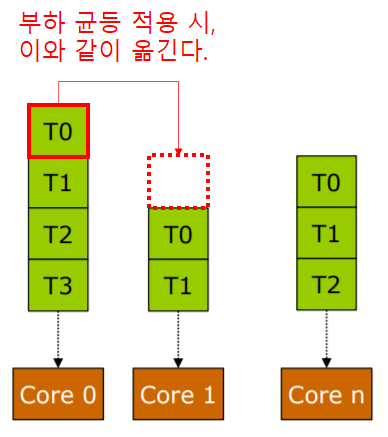 부하 균등 적용 시,
이와 같이 옮긴다.
T0
T1
T2
T3
Core 0
T0
T1
Core 1
T0
T1
T2
Core n